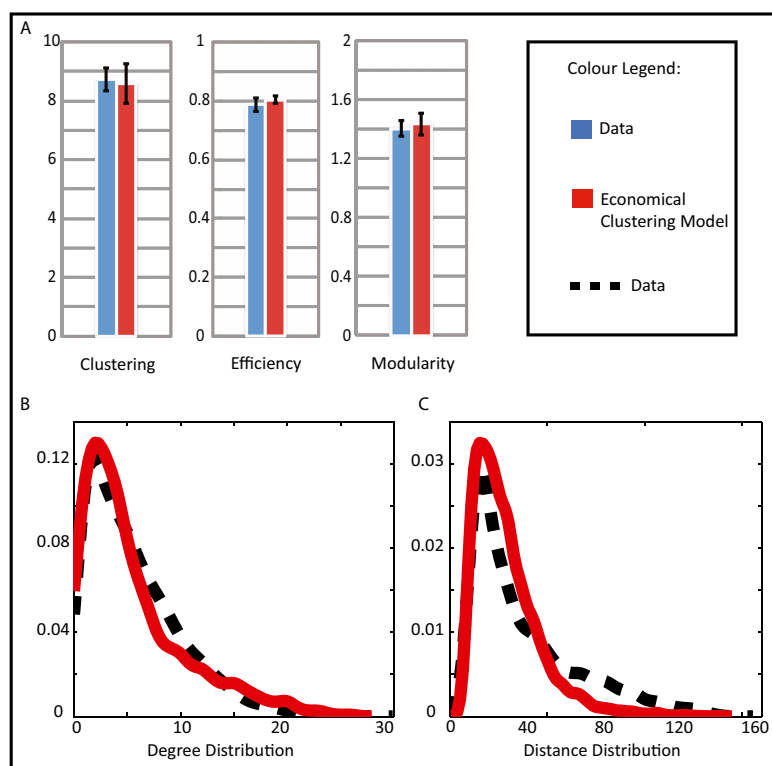 A
10
8
6
4
2
0
Clustering
1
0.8
0.6
0.4
0.2
0
Efficiency
2
1.6
1.2
0.8
0.4
0
Modularity
Colour Legend:
Data
Economical
Clustering Model
Data
B
0.12
0.08
0.04
0
0
10
20
30
Degree Distribution
C
0.03
0.02
0.01
0
0
40
80
120
160
Distance Distribution